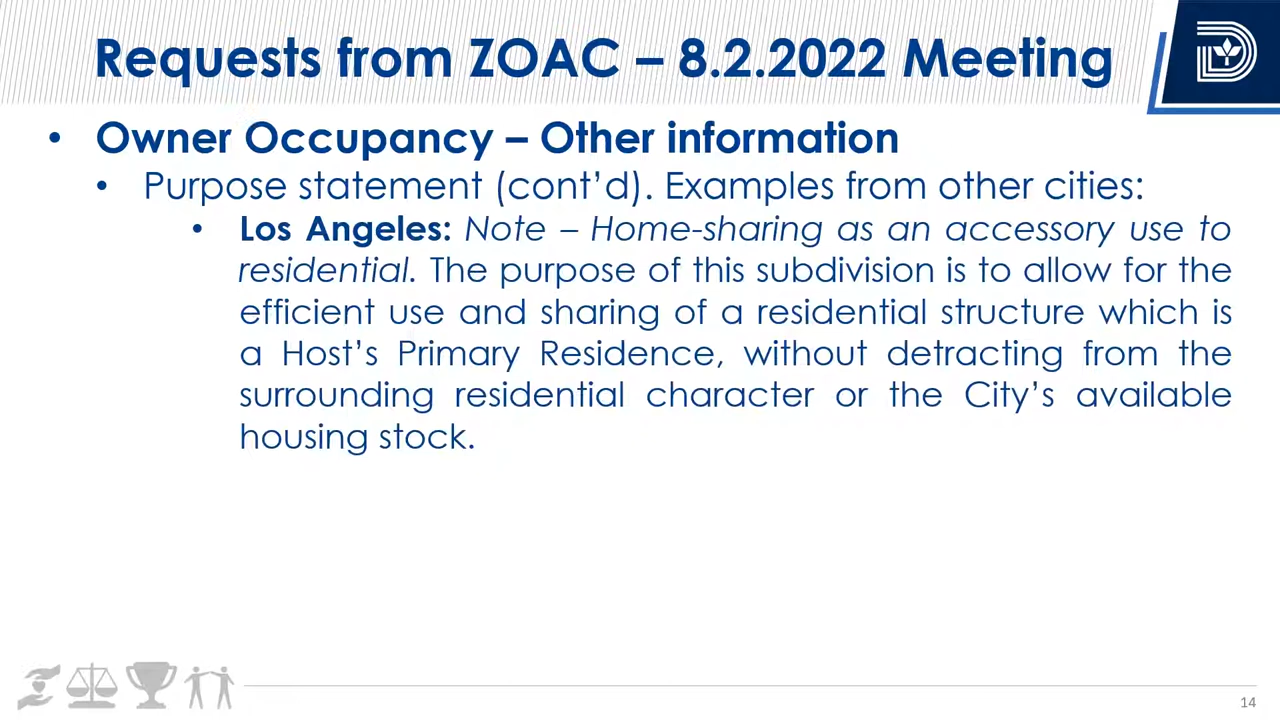 Requests from ZOAC – 8.2.2022 Meeting
• Owner Occupancy – Other information
• Purpose statement (cont’d). Examples from other cities:
• Los Angeles: Note – Home-sharing as an accessory use to
residential. The purpose of this subdivision is to allow for the
efficient use and sharing of a residential structure which is
a Host’s Primary Residence, without detracting from the
surrounding residential character or the City’s available
housing stock.
14